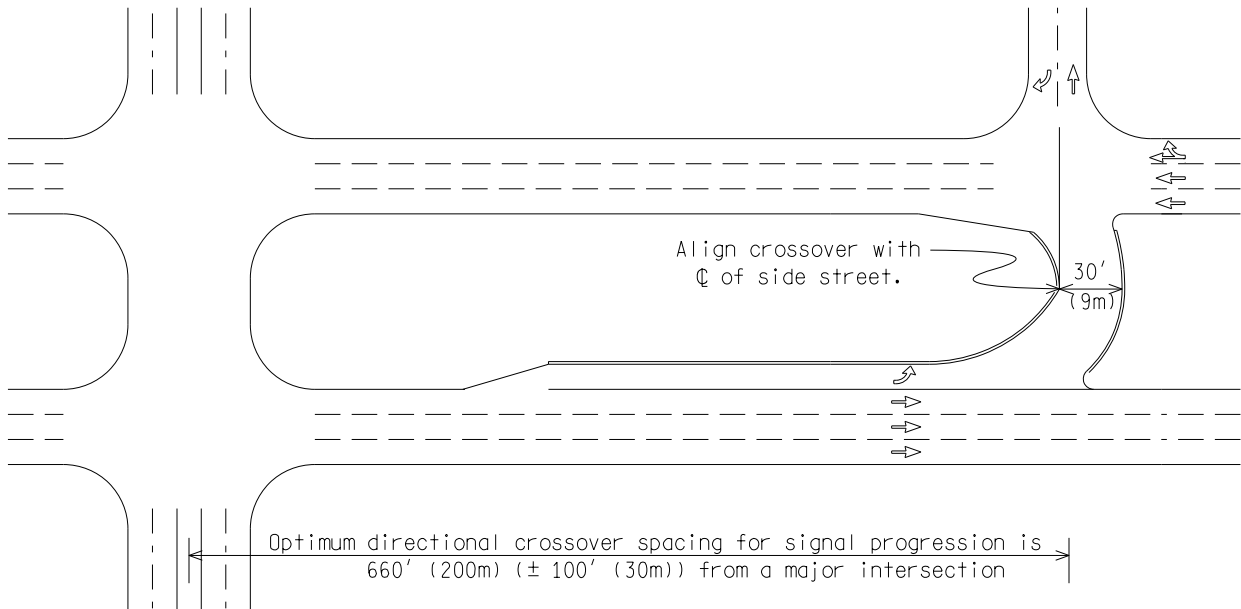 Align crossover with
℄ of side street.
30'
(9m)
Optimum directional crossover spacing for signal progression is
660' (200m) (± 100' (30m)) from a major intersection